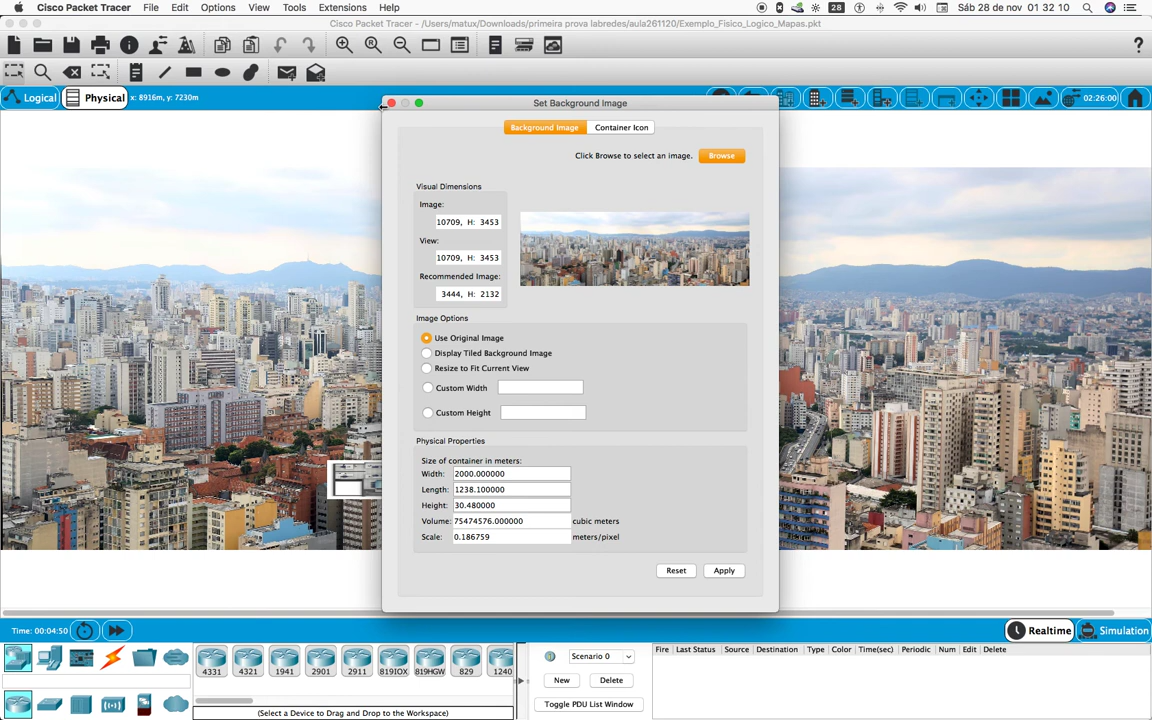 Cisco Packet Tracer File Edit Options View Tools Extensions Help 28 Sáb 28 de nov 01 32 10
Cisco Packet Tracer - /Users/matux/Downloads/primeira prova labredes/aula261120/Exemplo_Fisico_Logico_Mapas.pkt
?
Logical Physical x: 8916m, y: 7230m 02:26:00
Set Background Image
Background Image Container Icon
Click Browse to select an image. Browse
Visual Dimensions
Image:
10709, H: 3453
View:
10709, H: 3453
Recommended Image:
3444, H: 2132
Image Options
Use Original Image
Display Tiled Background Image
Resize to Fit Current View
Custom Width
Custom Height
Physical Properties
Size of container in meters:
Width: 2000.000000
Length: 1238.100000
Height: 30.480000
Volume: 75474576.000000 cubic meters
Scale: 0.186759 meters/pixel
Reset Apply
Time: 00:04:50 Realtime Simulation
4331 4321 1941 2901 2911 819IOX 819HGW 829 1240
(Select a Device to Drag and Drop to the Workspace)
Scenario 0
New Delete
Toggle PDU List Window
Fire Last Status Source Destination Type Color Time(sec) Periodic Num Edit Delete